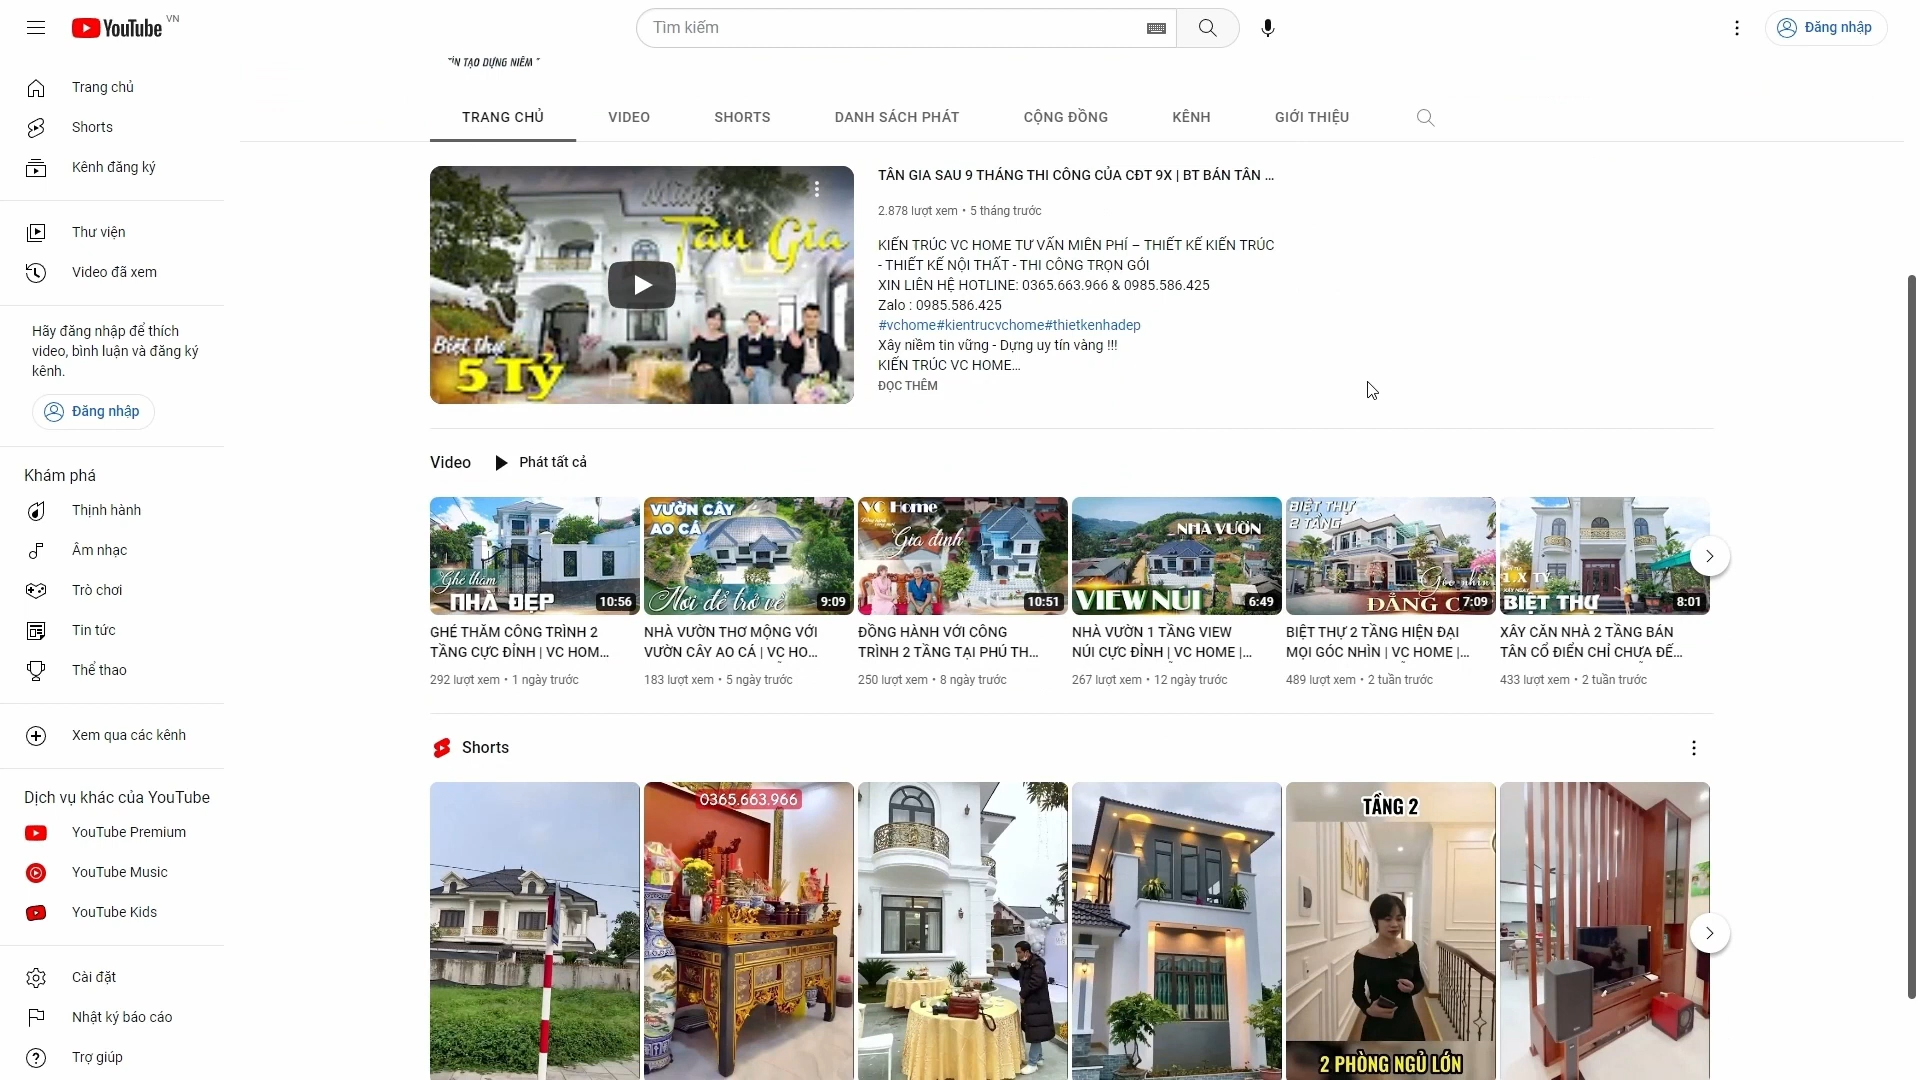 YouTube VN
Tìm kiếm
Đăng nhập
Trang chủ
Shorts
Kênh đăng ký
Thư viện
Video đã xem
Hãy đăng nhập để thích
video, bình luận và đăng ký
kênh.
Đăng nhập
Khám phá
Thịnh hành
Âm nhạc
Trò chơi
Tin tức
Thể thao
Xem qua các kênh
Dịch vụ khác của YouTube
YouTube Premium
YouTube Music
YouTube Kids
Cài đặt
Nhật ký báo cáo
Trợ giúp
TẠO DỰNG NIỀM "
TRANG CHỦ
VIDEO
SHORTS
DANH SÁCH PHÁT
CỘNG ĐỒNG
KÊNH
GIỚI THIỆU
Mừng
Tân Gia
Biệt thự
5 Tỷ
TÂN GIA SAU 9 THÁNG THI CÔNG CỦA CĐT 9X | BT BÁN TÂN ...
2.878 lượt xem • 5 tháng trước
KIẾN TRÚC VC HOME TƯ VẤN MIỄN PHÍ – THIẾT KẾ KIẾN TRÚC
- THIẾT KẾ NỘI THẤT - THI CÔNG TRỌN GÓI
XIN LIÊN HỆ HOTLINE: 0365.663.966 & 0985.586.425
Zalo : 0985.586.425
#vchome#kientrucvchome#thietkenhadep
Xây niềm tin vững - Dựng uy tín vàng !!!
KIẾN TRÚC VC HOME...
ĐỌC THÊM
Video
Phát tất cả
Ghé thăm
NHÀ ĐẸP
10:56
GHÉ THĂM CÔNG TRÌNH 2
TẦNG CỰC ĐỈNH | VC HOM...
292 lượt xem • 1 ngày trước
VƯỜN CÂY
AO CÁ
Nơi để trở về
9:09
NHÀ VƯỜN THƠ MỘNG VỚI
VƯỜN CÂY AO CÁ | VC HO...
183 lượt xem • 5 ngày trước
VC Home
Gia đình
10:51
ĐỒNG HÀNH VỚI CÔNG
TRÌNH 2 TẦNG TẠI PHÚ TH...
250 lượt xem • 8 ngày trước
NHÀ VƯỜN
VIEW NÚI
6:49
NHÀ VƯỜN 1 TẦNG VIEW
NÚI CỰC ĐỈNH | VC HOME |...
267 lượt xem • 12 ngày trước
BIỆT THỰ
2 TẦNG
Góc nhìn
ĐẲNG C
7:09
BIỆT THỰ 2 TẦNG HIỆN ĐẠI
MỌI GÓC NHÌN | VC HOME |...
489 lượt xem • 2 tuần trước
1.X TỶ
BIỆT THỰ
8:01
XÂY CĂN NHÀ 2 TẦNG BÁN
TÂN CỔ ĐIỂN CHỈ CHƯA ĐẾ...
433 lượt xem • 2 tuần trước
Shorts
0365.663.966
TẦNG 2
2 PHÒNG NGỦ LỚN